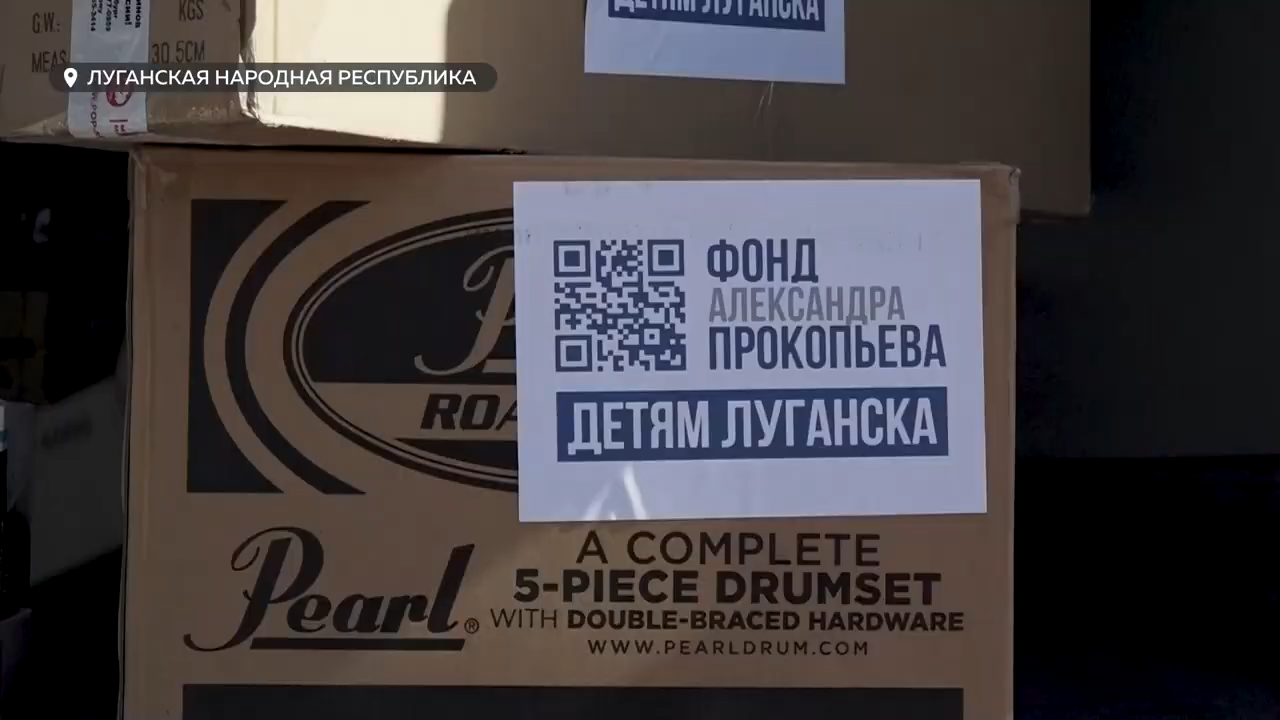 ДЕТЯМ ЛУГАНСКА
G.W.:
KGS
MEAS
30.5CM
ЛУГАНСКАЯ НАРОДНАЯ РЕСПУБЛИКА
ФОНД
АЛЕКСАНДРА
ПРОКОПЬЕВА
ДЕТЯМ ЛУГАНСКА
Pearl®
A COMPLETE
5-PIECE DRUMSET
WITH DOUBLE-BRACED HARDWARE
WWW.PEARLDRUM.COM